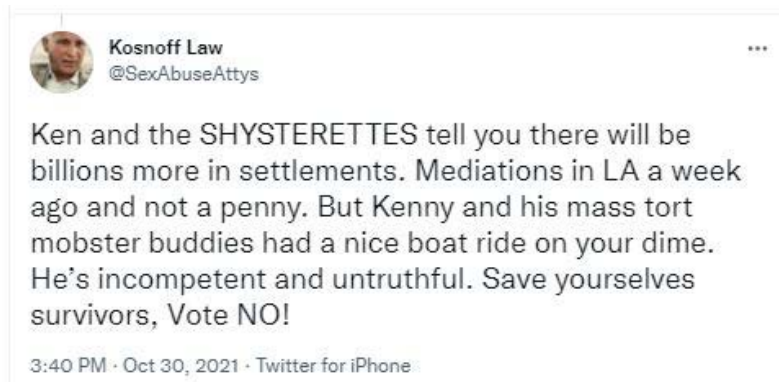 Kosnoff Law
@SexAbuseAttys
Ken and the SHYSTERETTES tell you there will be
billions more in settlements. Mediations in LA a week
ago and not a penny. But Kenny and his mass tort
mobster buddies had a nice boat ride on your dime.
He's incompetent and untruthful. Save yourselves
survivors, Vote NO!
3:40 PM · Oct 30, 2021 · Twitter for iPhone